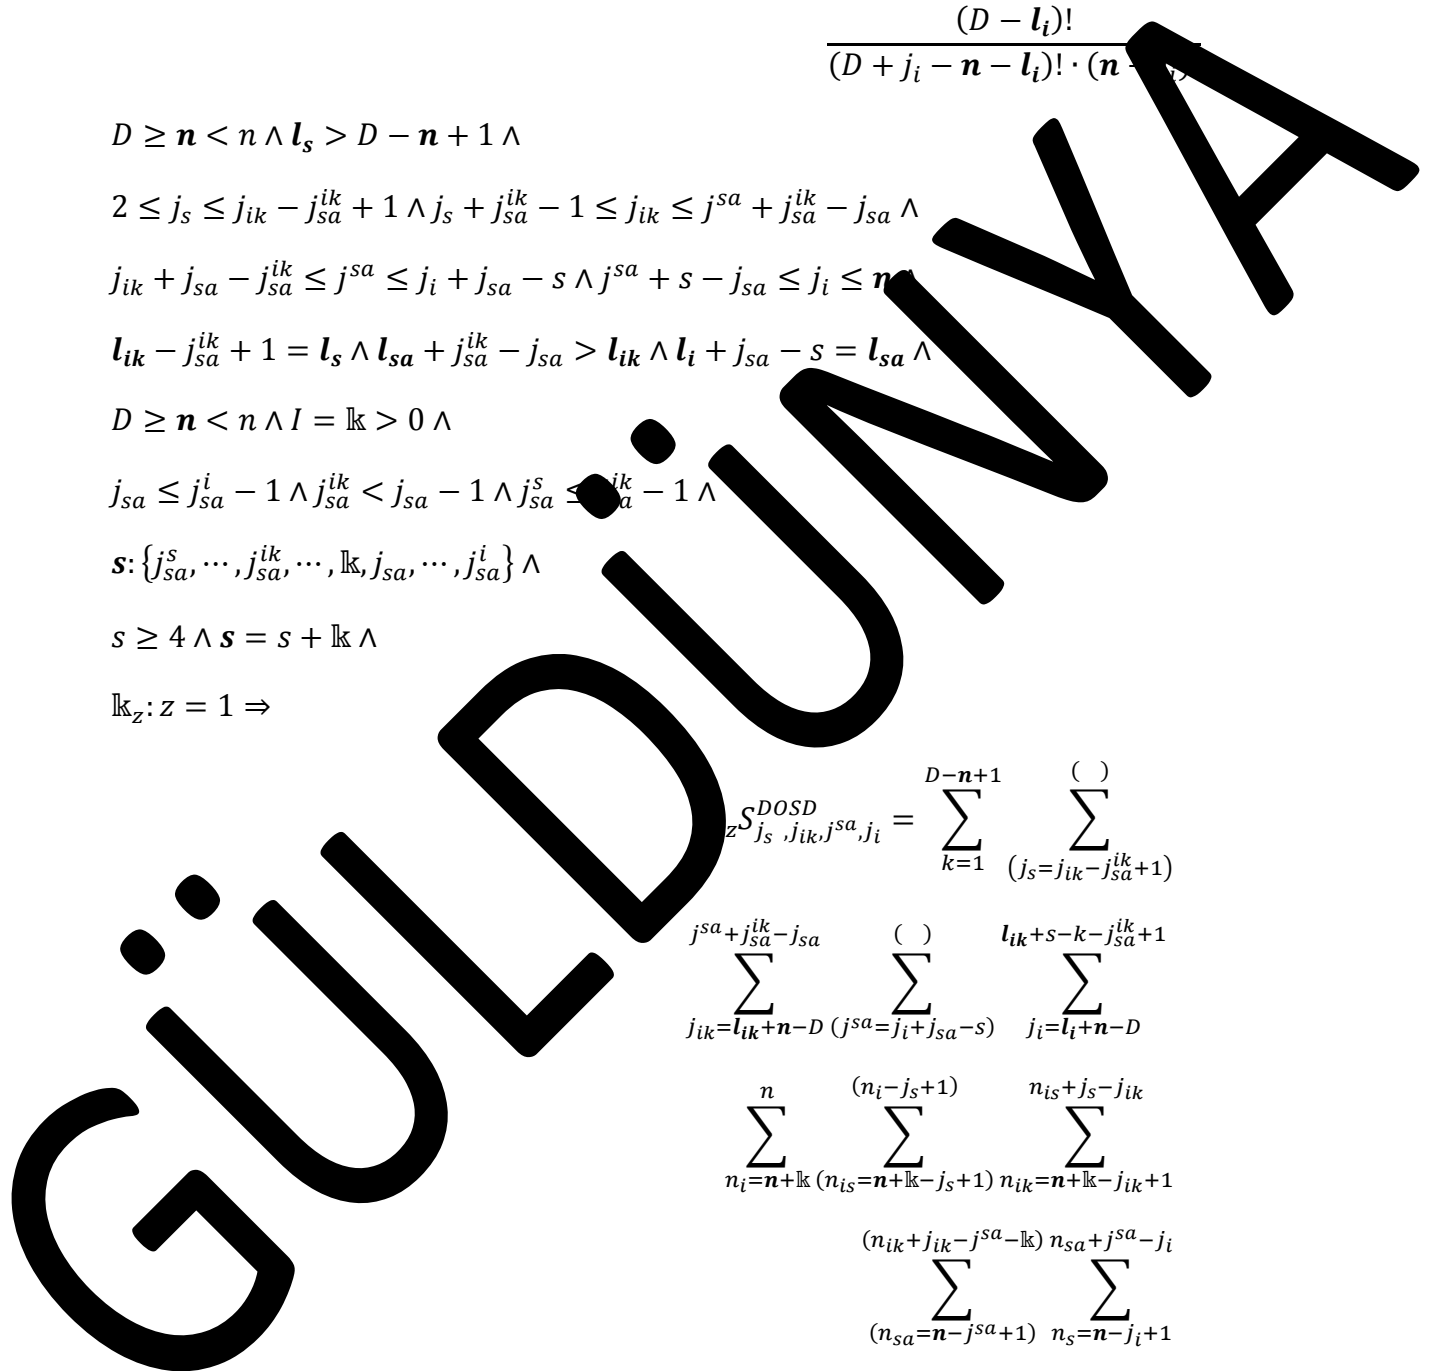 (D − l_i)!
(D + j_i − n − l_i)! · (n
D ≥ n < n ∧ l_s > D − n + 1 ∧
2 ≤ j_s ≤ j_ik − j_sa^ik + 1 ∧ j_s + j_sa^ik − 1 ≤ j_ik ≤ j^sa + j_sa^ik − j_sa ∧
j_ik + j_sa − j_sa^ik ≤ j^sa ≤ j_i + j_sa − s ∧ j^sa + s − j_sa ≤ j_i ≤ n ∧
l_ik − j_sa^ik + 1 = l_s ∧ l_sa + j_sa^ik − j_sa > l_ik ∧ l_i + j_sa − s = l_sa ∧
D ≥ n < n ∧ I = 𝕜 > 0 ∧
j_sa ≤ j_sa^i − 1 ∧ j_sa^ik < j_sa − 1 ∧ j_sa^s ≤ − 1 ∧
s: {j_sa^s, ⋯ , j_sa^ik, ⋯ , 𝕜, j_sa, ⋯ , j_sa^i} ∧
s ≥ 4 ∧ s = s + 𝕜 ∧
𝕜_z: z = 1 ⇒
_z S_{j_s ,j_ik,j^sa,j_i}^{DOSD} = ∑_{k=1}^{D−n+1} ∑_{(j_s=j_ik−j_sa^ik+1)}^{( )}
∑_{j_ik=l_ik+n−D}^{j^sa+j_sa^ik−j_sa} ∑_{(j^sa=j_i+j_sa−s)}^{( )} ∑_{j_i=l_i+n−D}^{l_ik+s−k−j_sa^ik+1}
∑_{n_i=n+𝕜}^{n} ∑_{(n_is=n+𝕜−j_s+1)}^{(n_i−j_s+1)} ∑_{n_ik=n+𝕜−j_ik+1}^{n_is+j_s−j_ik}
∑_{(n_sa=n−j^sa+1)}^{(n_ik+j_ik−j^sa−𝕜)} ∑_{n_s=n−j_i+1}^{n_sa+j^sa−j_i}
GÜLDÜNYA